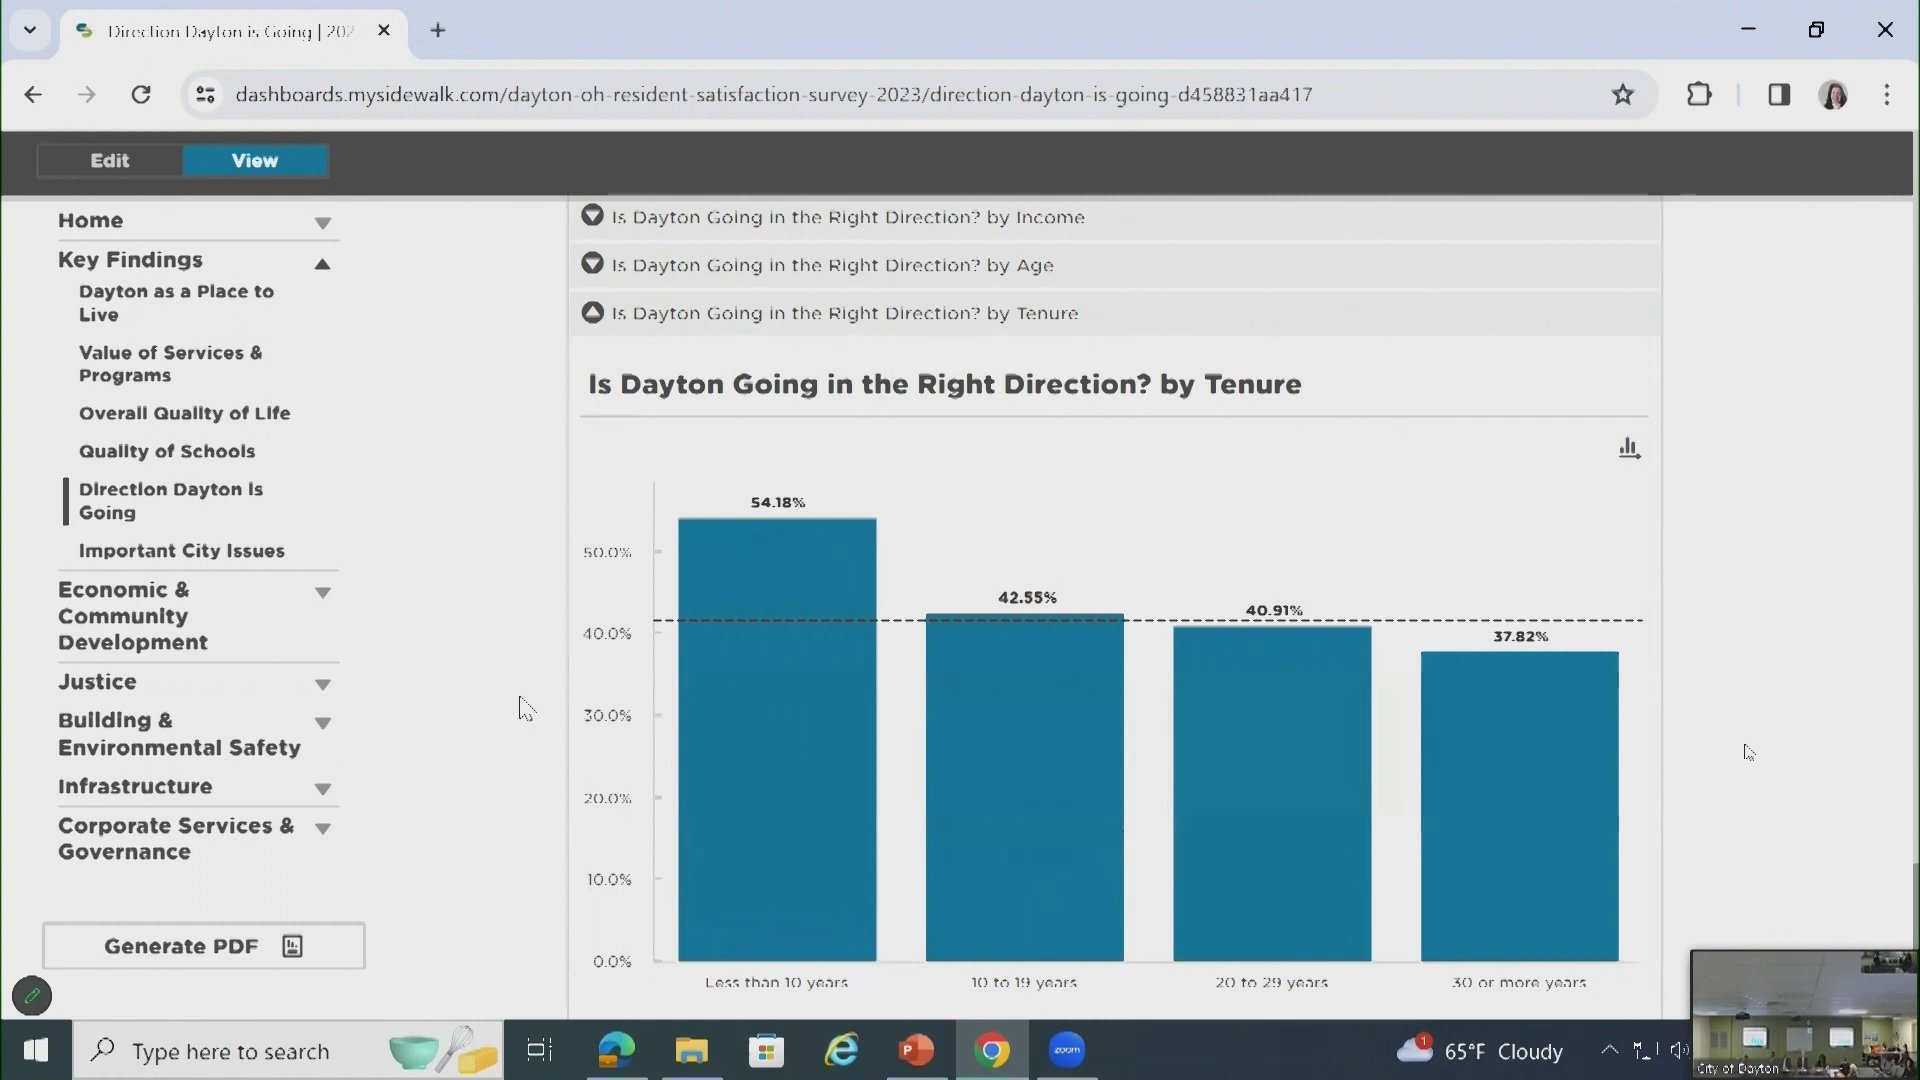 Direction Dayton is Going | 202
dashboards.mysidewalk.com/dayton-oh-resident-satisfaction-survey-2023/direction-dayton-is-going-d458831aa417
Edit
View
Home
Key Findings
Dayton as a Place to
Live
Value of Services &
Programs
Overall Quality of Life
Quality of Schools
Direction Dayton is
Going
Important City Issues
Economic &
Community
Development
Justice
Building &
Environmental Safety
Infrastructure
Corporate Services &
Governance
Generate PDF
Is Dayton Going in the Right Direction? by Income
Is Dayton Going in the Right Direction? by Age
Is Dayton Going in the Right Direction? by Tenure
Is Dayton Going in the Right Direction? by Tenure
54.18%
42.55%
40.91%
37.82%
50.0%
40.0%
30.0%
20.0%
10.0%
0.0%
Less than 10 years
10 to 19 years
20 to 29 years
30 or more years
Type here to search
zoom
1
65°F Cloudy
City of Dayton